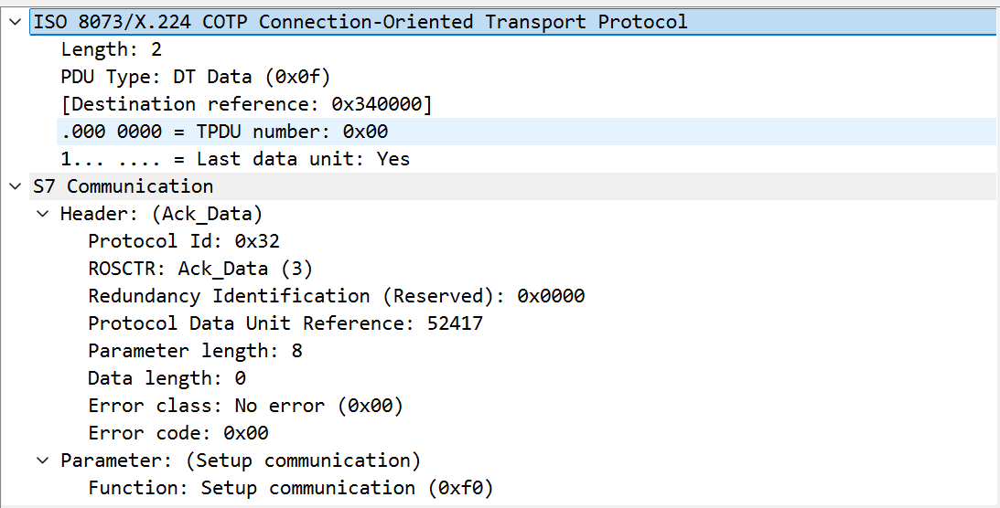 ISO 8073/X.224 COTP Connection-Oriented Transport Protocol
Length: 2
PDU Type: DT Data (0x0f)
[Destination reference: 0x340000]
.000 0000 = TPDU number: 0x00
1... .... = Last data unit: Yes
S7 Communication
Header: (Ack_Data)
Protocol Id: 0x32
ROSCTR: Ack_Data (3)
Redundancy Identification (Reserved): 0x0000
Protocol Data Unit Reference: 52417
Parameter length: 8
Data length: 0
Error class: No error (0x00)
Error code: 0x00
Parameter: (Setup communication)
Function: Setup communication (0xf0)